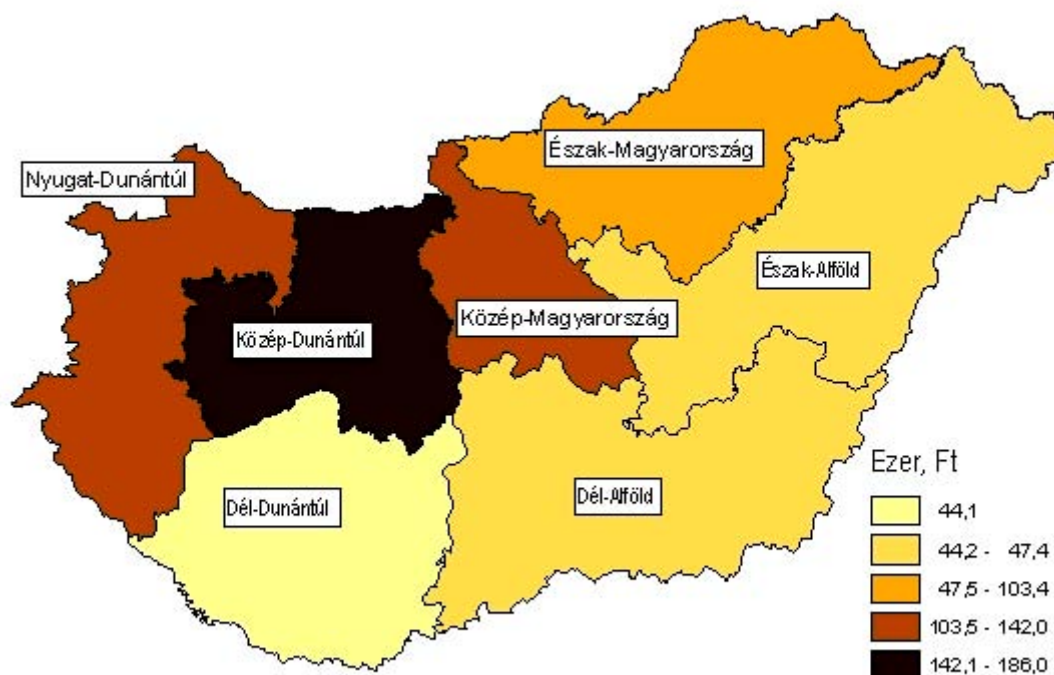 Észak-Magyarország
Nyugat-Dunántúl
Észak-Alföld
Közép-Magyarország
Közép-Dunántúl
Dél-Alföld
Dél-Dunántúl
Ezer, Ft
44,1
44,2 - 47,4
47,5 - 103,4
103,5 - 142,0
142,1 - 186,0